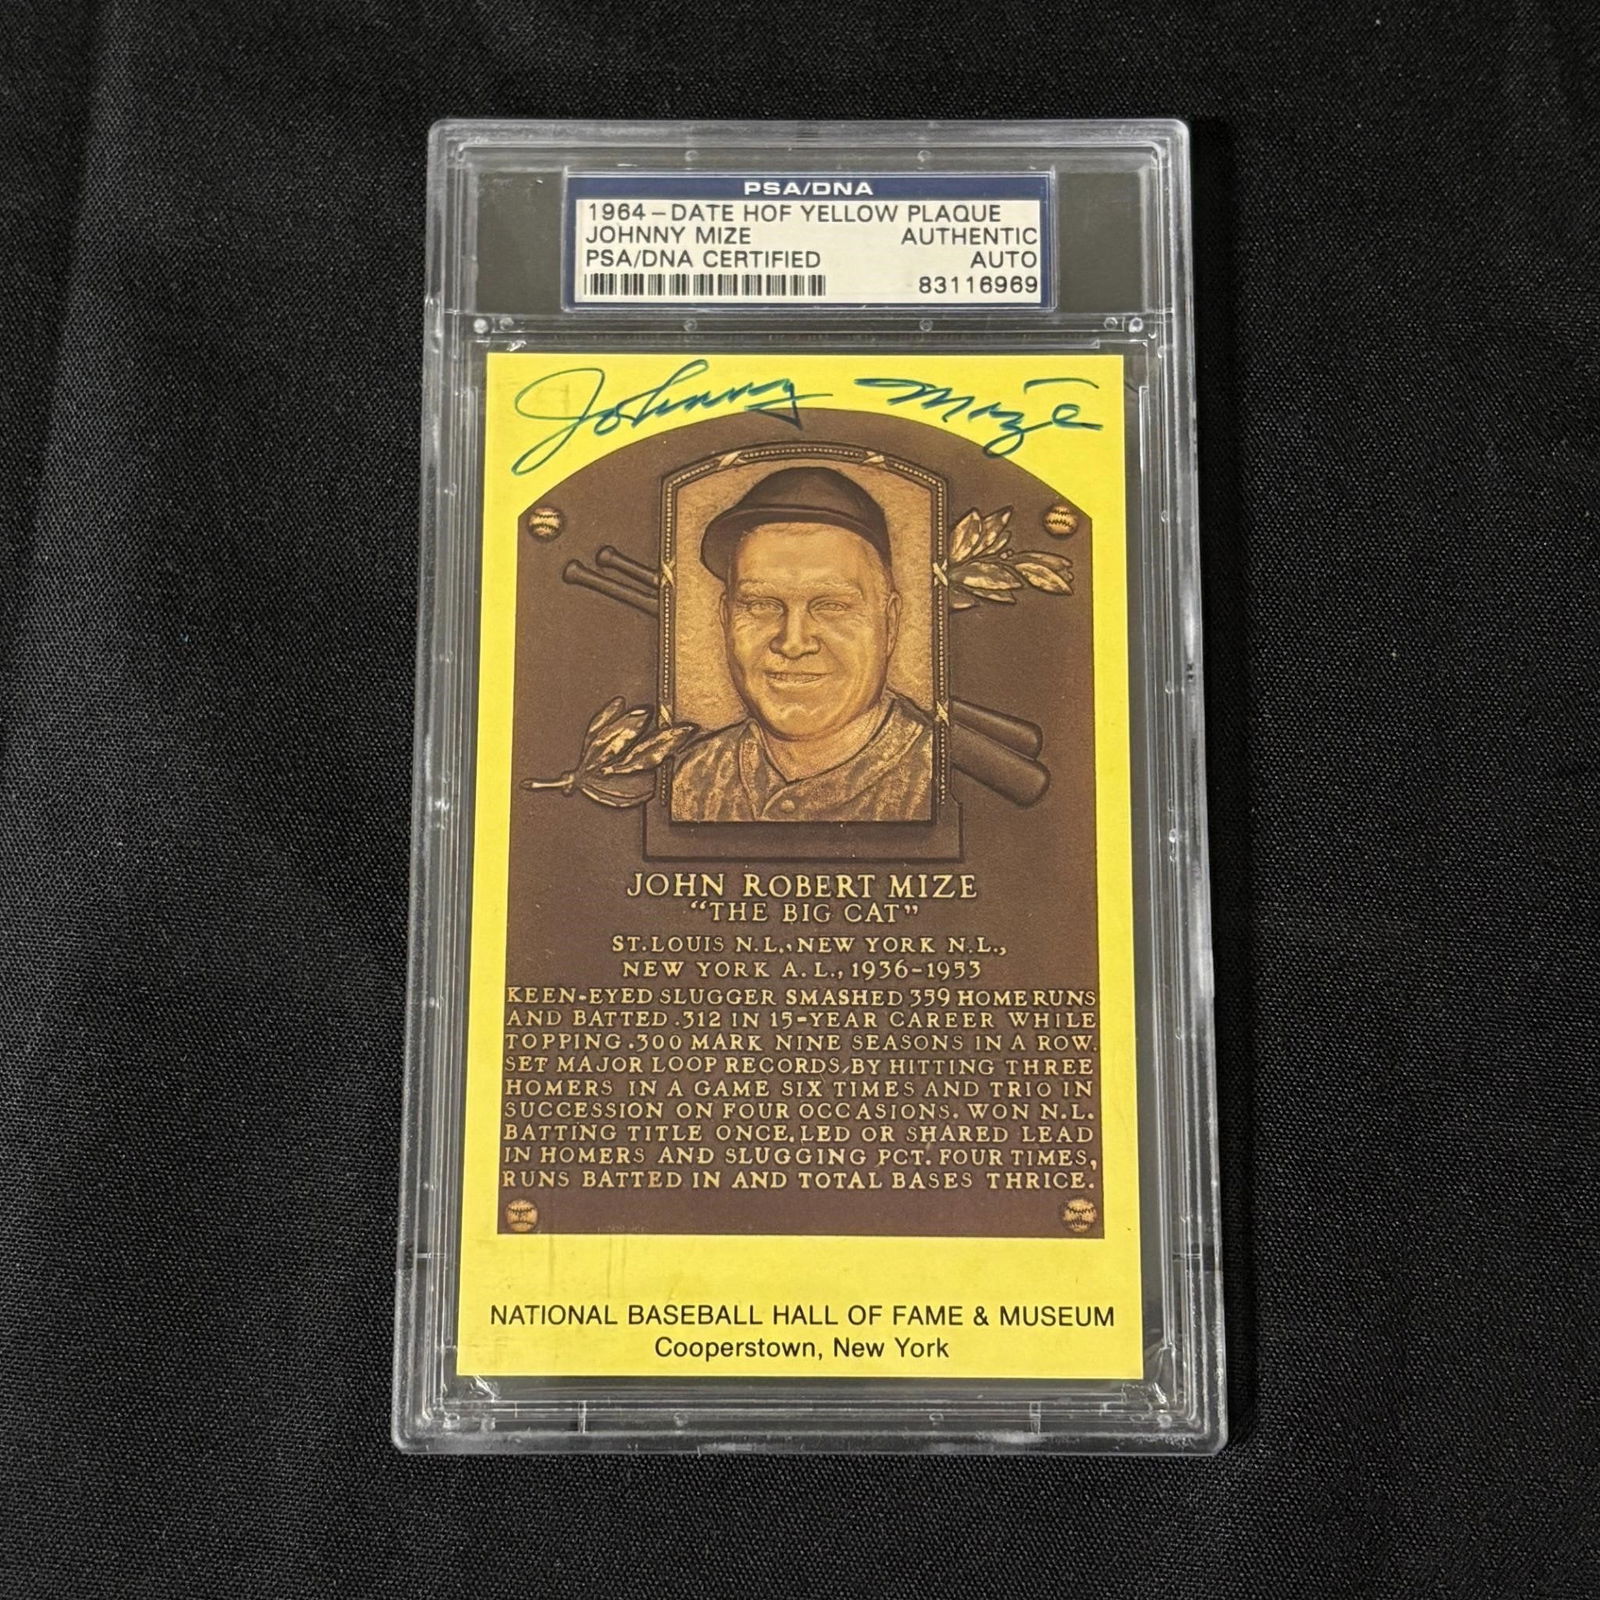 PSA/DNA
1964-DATE HOF YELLOW PLAQUE
JOHNNY MIZE AUTHENTIC
PSA/DNA CERTIFIED AUTO
83116969
Johnny Mize
JOHN ROBERT MIZE
"THE BIG CAT"
ST. LOUIS N.L., NEW YORK N.L.,
NEW YORK A.L., 1936-1953
KEEN-EYED SLUGGER SMASHED 359 HOME RUNS
AND BATTED .312 IN 15-YEAR CAREER WHILE
TOPPING .300 MARK NINE SEASONS IN A ROW.
SET MAJOR LOOP RECORDS BY HITTING THREE
HOMERS IN A GAME SIX TIMES AND TRIO IN
SUCCESSION ON FOUR OCCASIONS. WON N.L.
BATTING TITLE ONCE, LED OR SHARED LEAD
IN HOMERS AND SLUGGING PCT. FOUR TIMES,
RUNS BATTED IN AND TOTAL BASES THRICE.
NATIONAL BASEBALL HALL OF FAME & MUSEUM
Cooperstown, New York